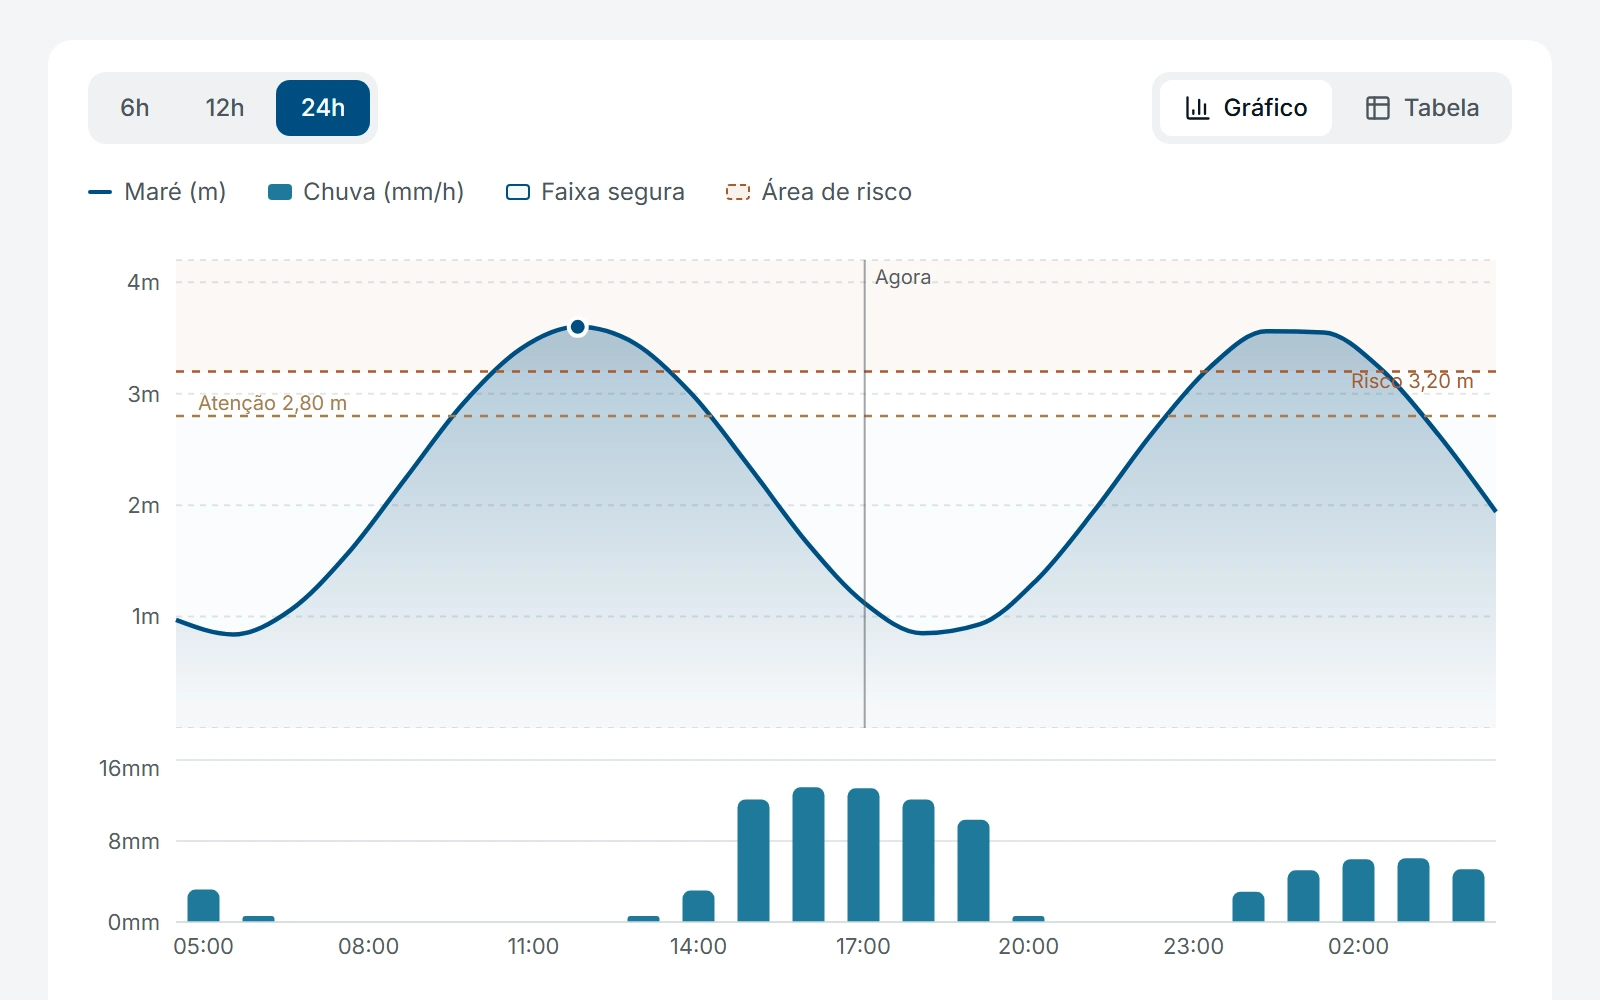 6h 12h 24h Gráfico Tabela
Maré (m) Chuva (mm/h) Faixa segura Área de risco
4m
Agora
3m
Risco 3,20 m
Atenção 2,80 m
2m
1m
16mm
8mm
0mm
05:00 08:00 11:00 14:00 17:00 20:00 23:00 02:00